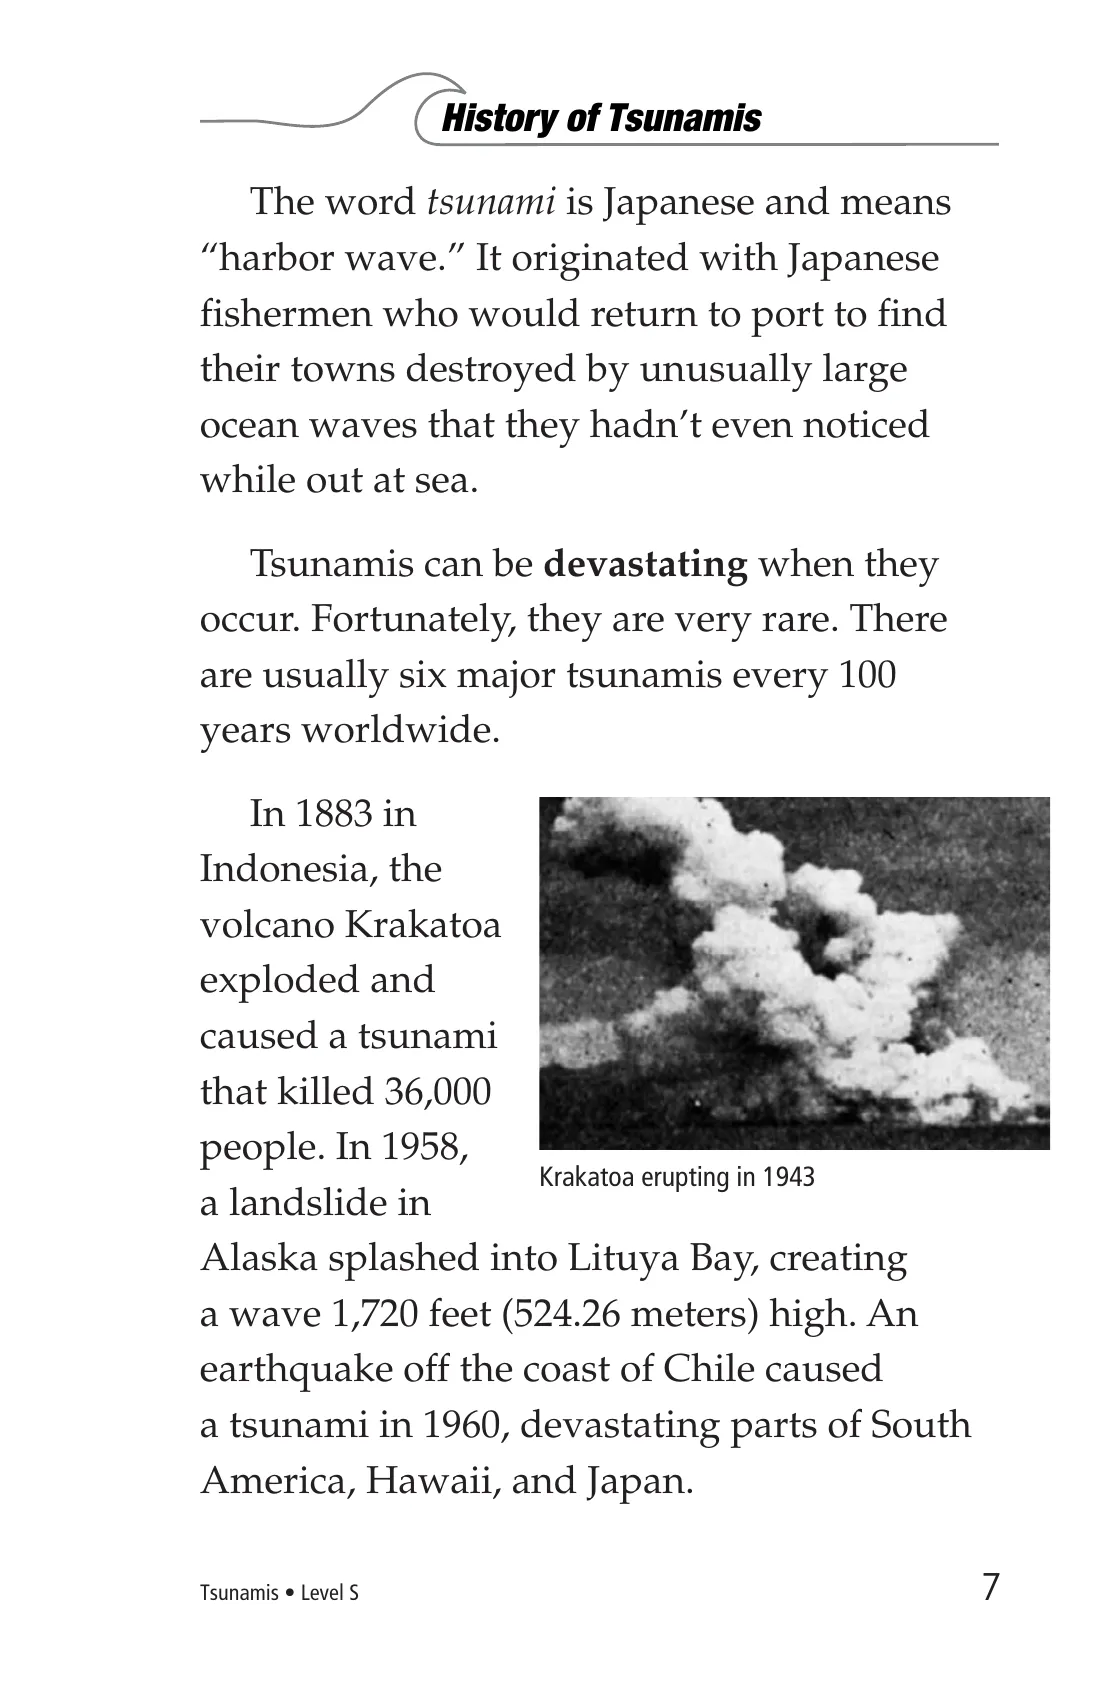 History of Tsunamis
The word tsunami is Japanese and means
“harbor wave.” It originated with Japanese
fishermen who would return to port to find
their towns destroyed by unusually large
ocean waves that they hadn’t even noticed
while out at sea.
Tsunamis can be devastating when they
occur. Fortunately, they are very rare. There
are usually six major tsunamis every 100
years worldwide.
In 1883 in
Indonesia, the
volcano Krakatoa
exploded and
caused a tsunami
that killed 36,000
people. In 1958,
a landslide in
Alaska splashed into Lituya Bay, creating
a wave 1,720 feet (524.26 meters) high. An
earthquake off the coast of Chile caused
a tsunami in 1960, devastating parts of South
America, Hawaii, and Japan.
Krakatoa erupting in 1943
Tsunamis • Level S
7